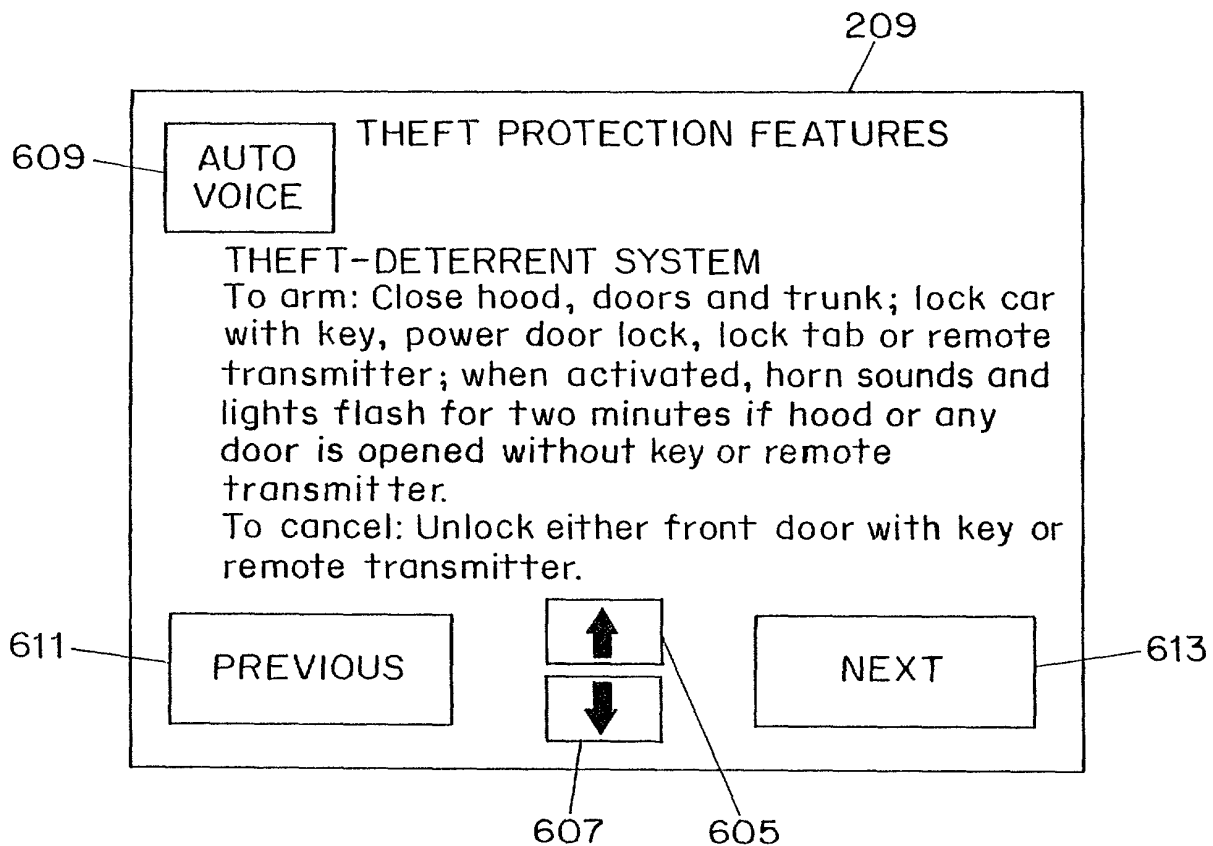 209
THEFT PROTECTION FEATURES
609
AUTO
VOICE
THEFT-DETERRENT SYSTEM
To arm: Close hood, doors and trunk; lock car
with key, power door lock, lock tab or remote
transmitter; when activated, horn sounds and
lights flash for two minutes if hood or any
door is opened without key or remote
transmitter.
To cancel: Unlock either front door with key or
remote transmitter.
611
PREVIOUS
NEXT
613
607
605